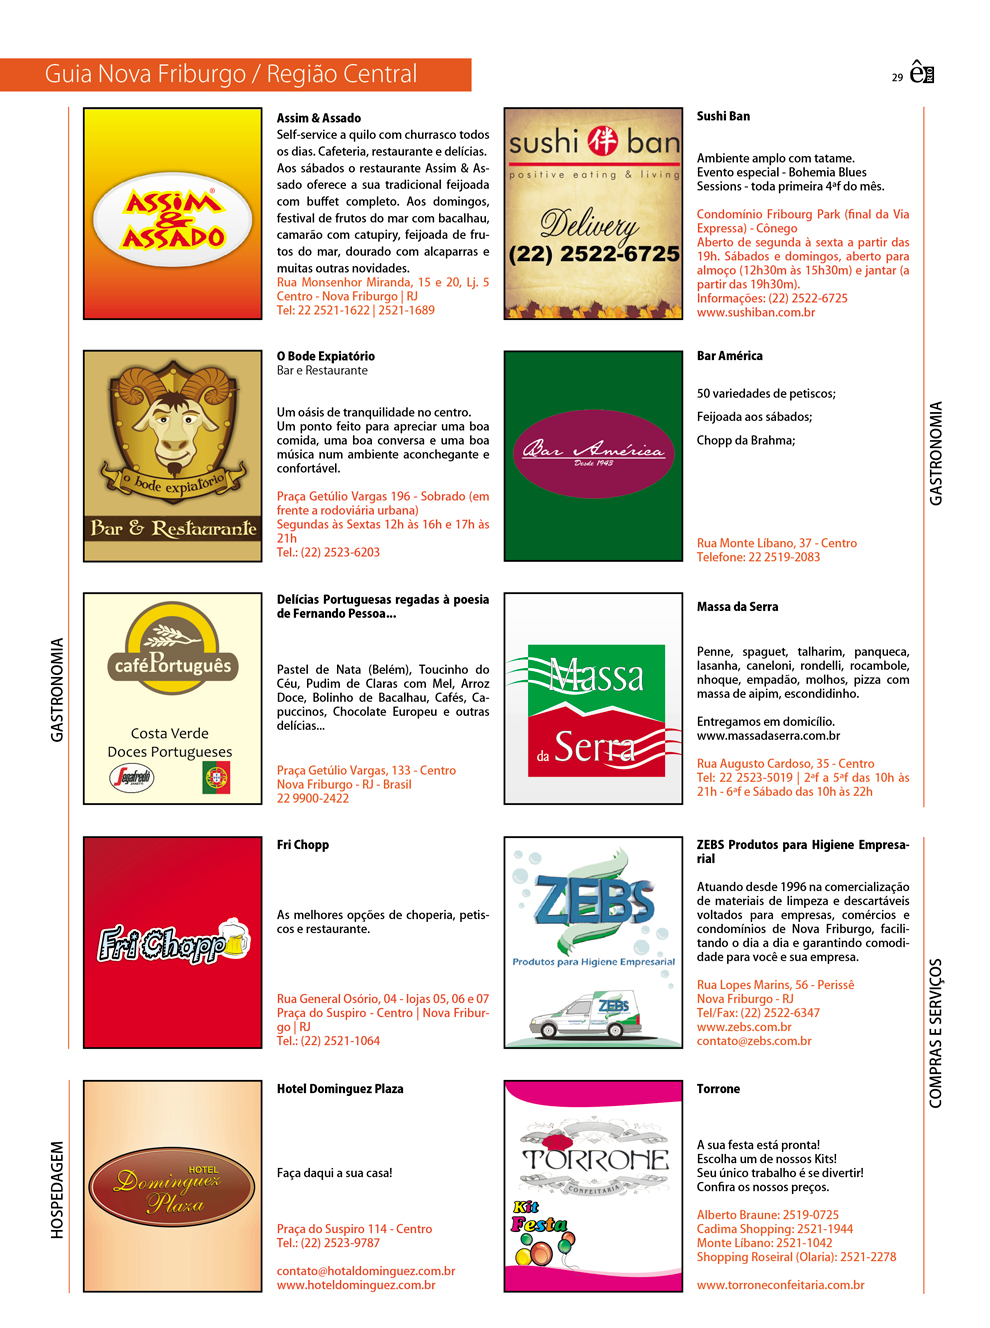 Guia Nova Friburgo / Região Central
29 ê
GASTRONOMIA
ASSIM
&
ASSADO
®
Assim & Assado
Self-service a quilo com churrasco todos
os dias. Cafeteria, restaurante e delícias.
Aos sábados o restaurante Assim & As-
sado oferece a sua tradicional feijoada
com buffet completo. Aos domingos,
festival de frutos do mar com bacalhau,
camarão com catupiry, feijoada de fru-
tos do mar, dourado com alcaparras e
muitas outras novidades.
Rua Monsenhor Miranda, 15 e 20, Lj. 5
Centro - Nova Friburgo | RJ
Tel: 22 2521-1622 | 2521-1689
o bode expiatório
Bar & Restaurante
O Bode Expiatório
Bar e Restaurante
Um oásis de tranquilidade no centro.
Um ponto feito para apreciar uma boa
comida, uma boa conversa e uma boa
música num ambiente aconchegante e
confortável.
Praça Getúlio Vargas 196 - Sobrado (em
frente a rodoviária urbana)
Segundas às Sextas 12h às 16h e 17h às
21h
Tel.: (22) 2523-6203
caféPortuguês
Costa Verde
Doces Portugueses
Segafredo
Delícias Portuguesas regadas à poesia
de Fernando Pessoa...
Pastel de Nata (Belém), Toucinho do
Céu, Pudim de Claras com Mel, Arroz
Doce, Bolinho de Bacalhau, Cafés, Ca-
puccinos, Chocolate Europeu e outras
delícias...
Praça Getúlio Vargas, 133 - Centro
Nova Friburgo - RJ - Brasil
22 9900-2422
Fri Chopp
Fri Chopp
As melhores opções de choperia, petis-
cos e restaurante.
Rua General Osório, 04 - lojas 05, 06 e 07
Praça do Suspiro - Centro | Nova Fribur-
go | RJ
Tel.: (22) 2521-1064
HOSPEDAGEM
HOTEL
Dominguez
Plaza
Hotel Dominguez Plaza
Faça daqui a sua casa!
Praça do Suspiro 114 - Centro
Tel.: (22) 2523-9787
contato@hotaldominguez.com.br
www.hoteldominguez.com.br
sushi 伴 ban
positive eating & living
Delivery
(22) 2522-6725
Sushi Ban
Ambiente amplo com tatame.
Evento especial - Bohemia Blues
Sessions - toda primeira 4ªf do mês.
Condomínio Fribourg Park (final da Via
Expressa) - Cônego
Aberto de segunda à sexta a partir das
19h. Sábados e domingos, aberto para
almoço (12h30m às 15h30m) e jantar (a
partir das 19h30m).
Informações: (22) 2522-6725
www.sushiban.com.br
Bar América
Desde 1943
Bar América
50 variedades de petiscos;
Feijoada aos sábados;
Chopp da Brahma;
Rua Monte Líbano, 37 - Centro
Telefone: 22 2519-2083
GASTRONOMIA
Massa
da Serra
Massa da Serra
Penne, spaguet, talharim, panqueca,
lasanha, caneloni, rondelli, rocambole,
nhoque, empadão, molhos, pizza com
massa de aipim, escondidinho.
Entregamos em domicílio.
www.massadaserra.com.br
Rua Augusto Cardoso, 35 - Centro
Tel: 22 2523-5019 | 2ªf a 5ªf das 10h às
21h - 6ªf e Sábado das 10h às 22h
ZEBS
Produtos para Higiene Empresarial
ZEBS
ZEBS Produtos para Higiene Empresa-
rial
Atuando desde 1996 na comercialização
de materiais de limpeza e descartáveis
voltados para empresas, comércios e
condomínios de Nova Friburgo, facili-
tando o dia a dia e garantindo comodi-
dade para você e sua empresa.
Rua Lopes Marins, 56 - Perissê
Nova Friburgo - RJ
Tel/Fax: (22) 2522-6347
www.zebs.com.br
contato@zebs.com.br
COMPRAS E SERVIÇOS
TORRONE
CONFEITARIA
Kit
Festa
Torrone
A sua festa está pronta!
Escolha um de nossos Kits!
Seu único trabalho é se divertir!
Confira os nossos preços.
Alberto Braune: 2519-0725
Cadima Shopping: 2521-1944
Monte Líbano: 2521-1042
Shopping Roseiral (Olaria): 2521-2278
www.torroneconfeitaria.com.br